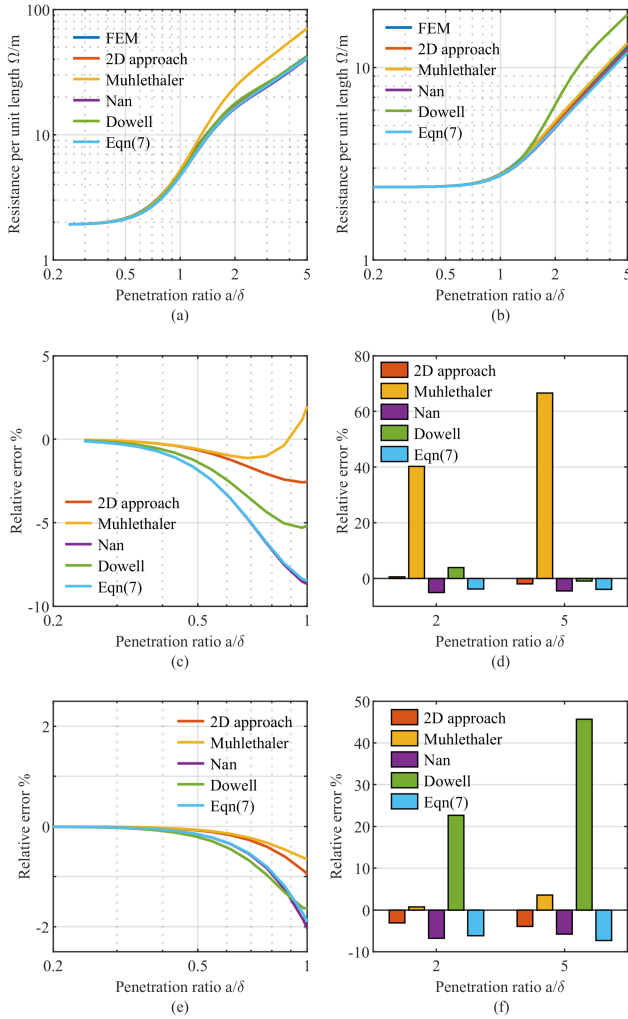 100
10
1
Resistance per unit length Ω/m
FEM
2D approach
Muhlethaler
Nan
Dowell
Eqn(7)
0.2
0.5
1
2
5
Penetration ratio a/δ
(a)
10
1
Resistance per unit length Ω/m
FEM
2D approach
Muhlethaler
Nan
Dowell
Eqn(7)
0.2
0.5
1
2
5
Penetration ratio a/δ
(b)
5
0
-5
-10
Relative error %
2D approach
Muhlethaler
Nan
Dowell
Eqn(7)
0.2
0.5
1
Penetration ratio a/δ
(c)
80
60
40
20
0
Relative error %
2D approach
Muhlethaler
Nan
Dowell
Eqn(7)
2
5
Penetration ratio a/δ
(d)
2
0
-2
Relative error %
2D approach
Muhlethaler
Nan
Dowell
Eqn(7)
0.2
0.5
1
Penetration ratio a/δ
(e)
50
40
30
20
10
0
-10
Relative error %
2D approach
Muhlethaler
Nan
Dowell
Eqn(7)
2
5
Penetration ratio a/δ
(f)